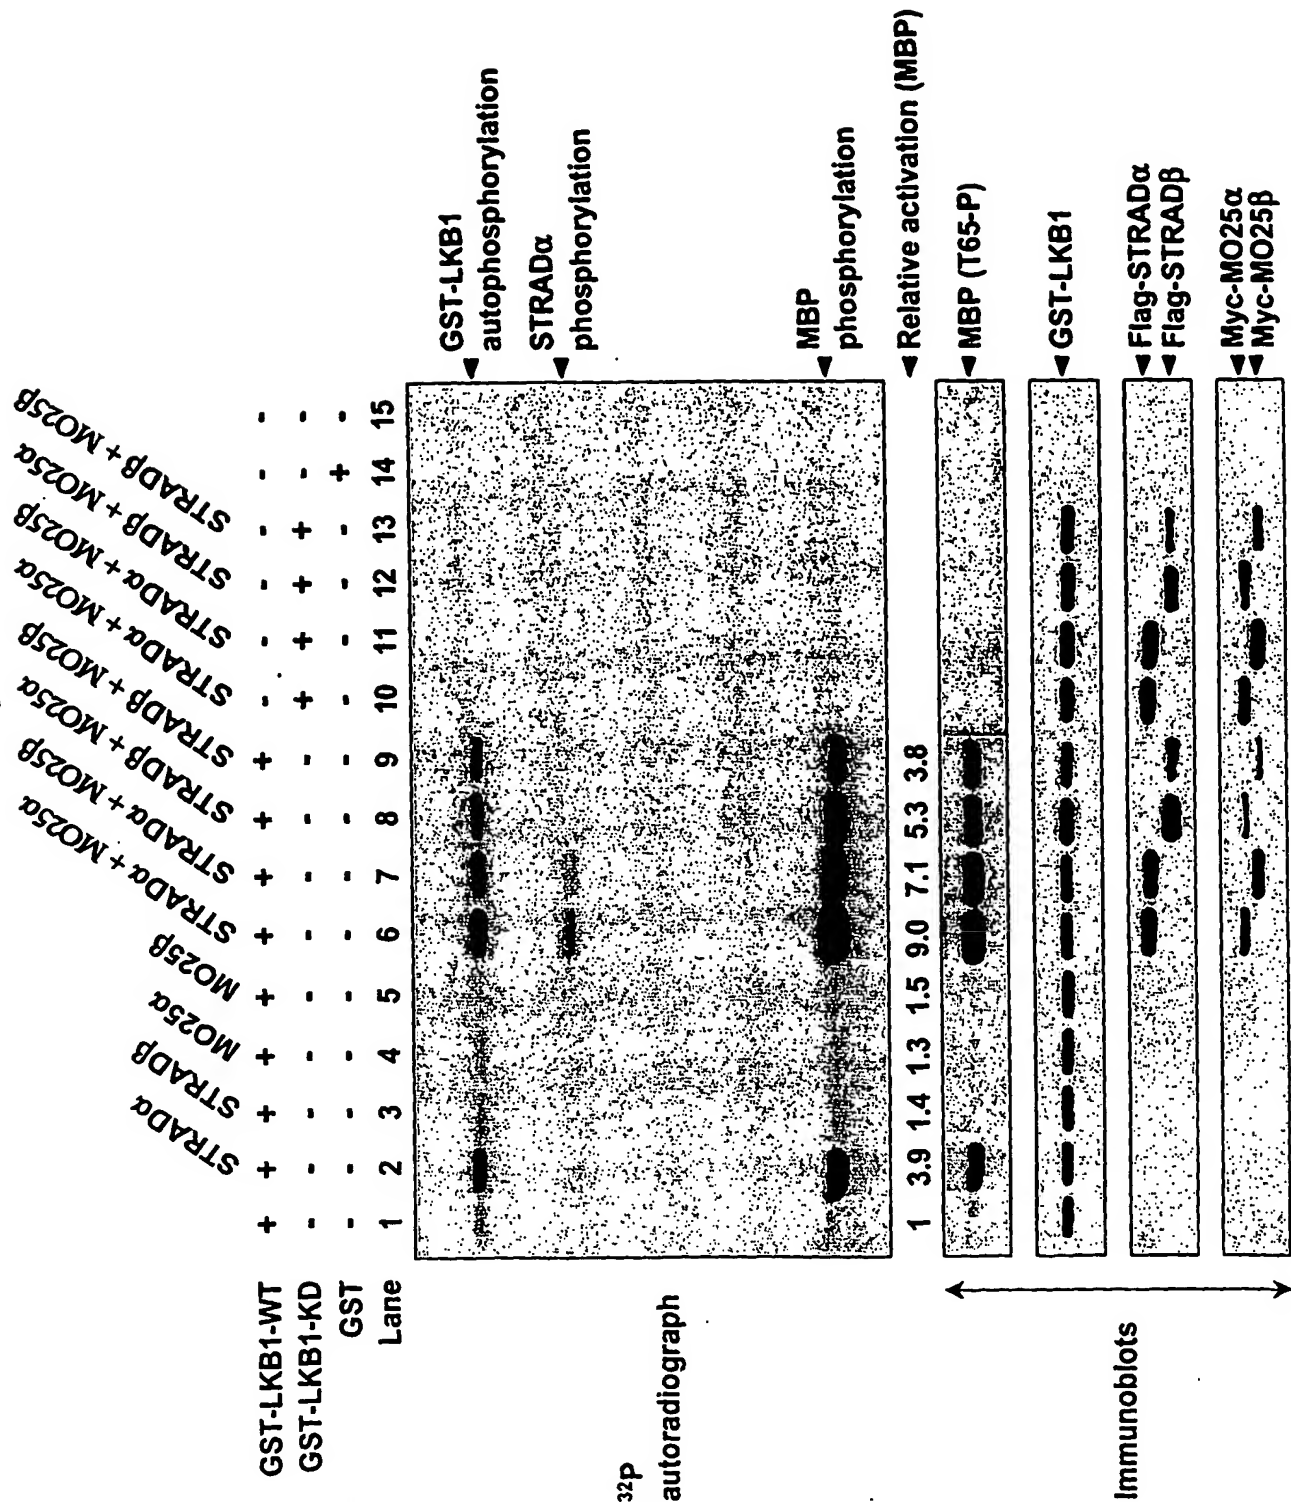 STRADα
STRADβ
MO25α
MO25β
STRADα + MO25α
STRADα + MO25β
STRADβ + MO25α
STRADβ + MO25β
STRADα + MO25α
STRADα + MO25β
STRADβ + MO25α
STRADβ + MO25β
GST-LKB1-WT + + + + + + + + + - - - - - -
GST-LKB1-KD - - - - - - - - - + + + + - -
GST - - - - - - - - - - - - - + -
Lane 1 2 3 4 5 6 7 8 9 10 11 12 13 14 15
32P
autoradiograph
GST-LKB1
autophosphorylation
STRADα
phosphorylation
MBP
phosphorylation
1 3.9 1.4 1.3 1.5 9.0 7.1 5.3 3.8 Relative activation (MBP)
Immunoblots
MBP (T65-P)
GST-LKB1
Flag-STRADα
Flag-STRADβ
Myc-MO25α
Myc-MO25β